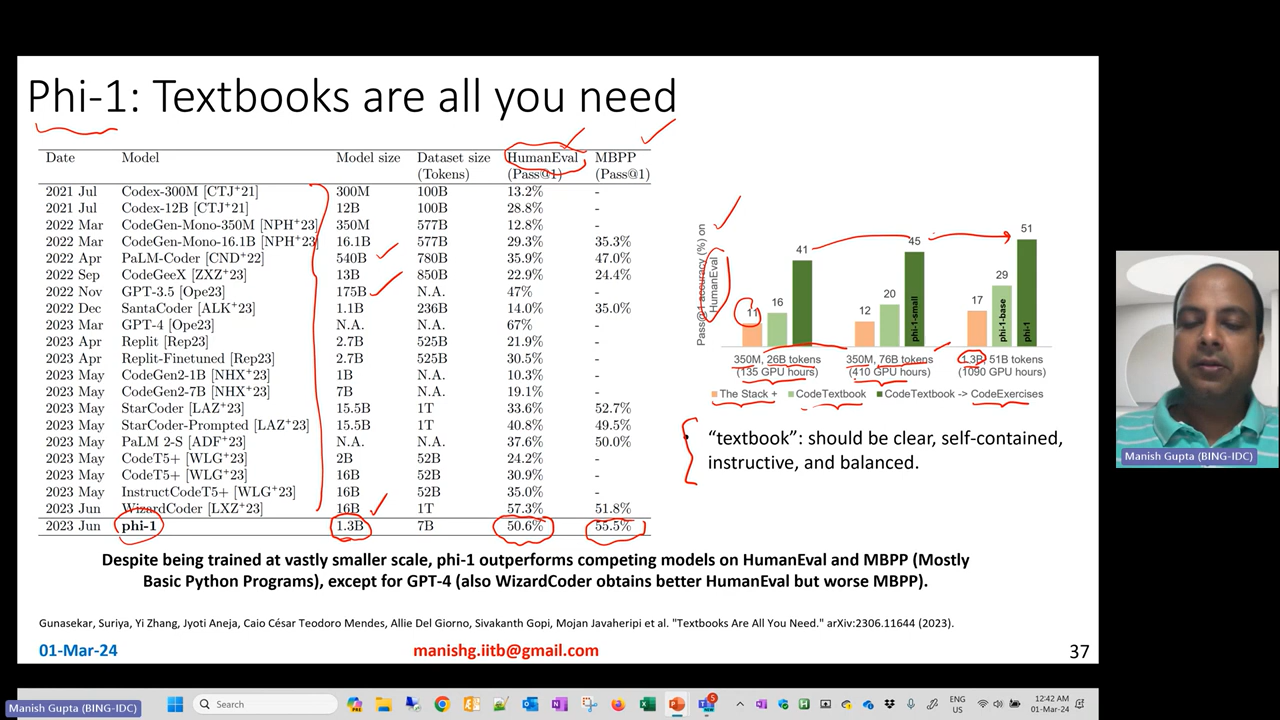 Phi-1: Textbooks are all you need
Date Model Model size Dataset size (Tokens) HumanEval (Pass@1) MBPP (Pass@1)
2021 Jul Codex-300M [CTJ+21] 300M 100B 13.2% -
2021 Jul Codex-12B [CTJ+21] 12B 100B 28.8% -
2022 Mar CodeGen-Mono-350M [NPH+23] 350M 577B 12.8% -
2022 Mar CodeGen-Mono-16.1B [NPH+23] 16.1B 577B 29.3% 35.3%
2022 Apr PaLM-Coder [CND+22] 540B 780B 35.9% 47.0%
2022 Sep CodeGeeX [ZXZ+23] 13B 850B 22.9% 24.4%
2022 Nov GPT-3.5 [Ope23] 175B N.A. 47% -
2022 Dec SantaCoder [ALK+23] 1.1B 236B 14.0% 35.0%
2023 Mar GPT-4 [Ope23] N.A. N.A. 67% -
2023 Apr Replit [Rep23] 2.7B 525B 21.9% -
2023 Apr Replit-Finetuned [Rep23] 2.7B 525B 30.5% -
2023 May CodeGen2-1B [NHX+23] 1B N.A. 10.3% -
2023 May CodeGen2-7B [NHX+23] 7B N.A. 19.1% -
2023 May StarCoder [LAZ+23] 15.5B 1T 33.6% 52.7%
2023 May StarCoder-Prompted [LAZ+23] 15.5B 1T 40.8% 49.5%
2023 May PaLM 2-S [ADF+23] N.A. N.A. 37.6% 50.0%
2023 May CodeT5+ [WLG+23] 2B 52B 24.2% -
2023 May CodeT5+ [WLG+23] 16B 52B 30.9% -
2023 May InstructCodeT5+ [WLG+23] 16B 52B 35.0% -
2023 Jun WizardCoder [LXZ+23] 16B 1T 57.3% 51.8%
2023 Jun phi-1 1.3B 7B 50.6% 55.5%
Pass@1 accuracy (%) on
HumanEval
11 16 41 12 20 45 17 29 51
phi-1-small phi-1-base phi-1
350M, 26B tokens 350M, 76B tokens 1.3B, 51B tokens
(135 GPU hours) (410 GPU hours) (1090 GPU hours)
The Stack + CodeTextbook CodeTextbook -> CodeExercises
• “textbook”: should be clear, self-contained,
instructive, and balanced.
Despite being trained at vastly smaller scale, phi-1 outperforms competing models on HumanEval and MBPP (Mostly
Basic Python Programs), except for GPT-4 (also WizardCoder obtains better HumanEval but worse MBPP).
Gunasekar, Suriya, Yi Zhang, Jyoti Aneja, Caio César Teodoro Mendes, Allie Del Giorno, Sivakanth Gopi, Mojan Javaheripi et al. "Textbooks Are All You Need." arXiv:2306.11644 (2023).
01-Mar-24 manishg.iitb@gmail.com 37
Manish Gupta (BING-IDC)
Manish Gupta (BING-IDC)
Search
5
ENG
US
12:42 AM
01-Mar-24